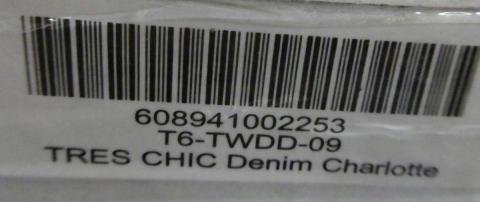 608941002253
T6-TWDD-09
TRES CHIC Denim Charlotte